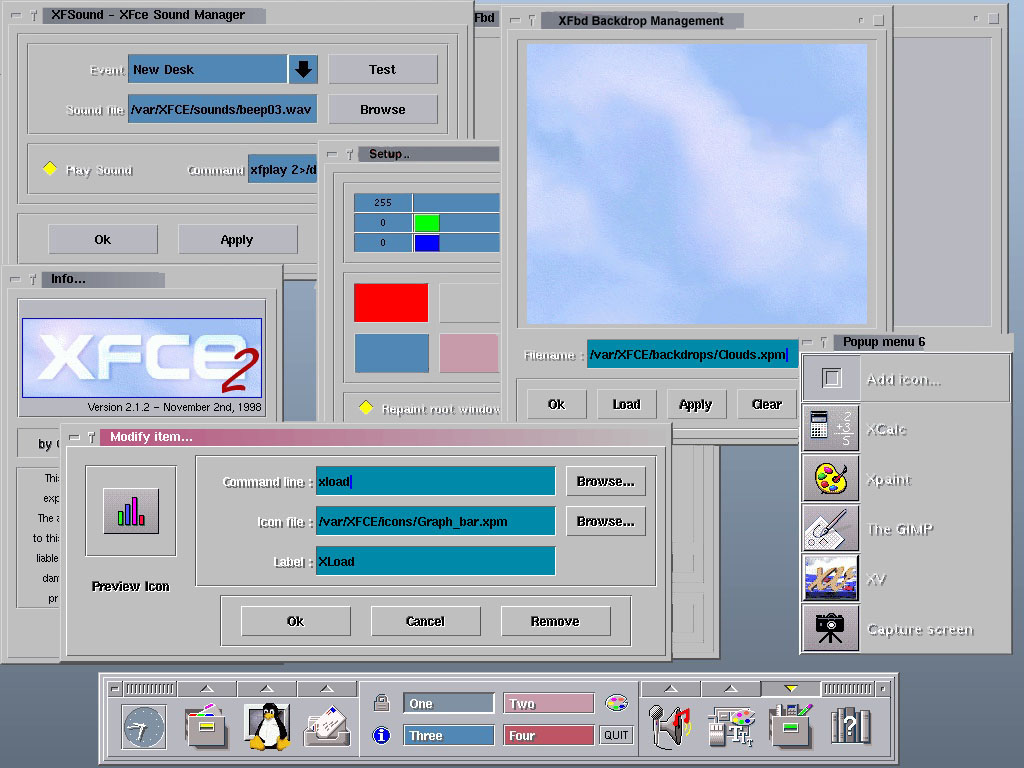 XFSound - XFce Sound Manager
Event
New Desk
Test
Sound file
/var/XFCE/sounds/beep03.wav
Browse
Play Sound
Command
xfplay 2>/d
Ok
Apply
fbd
Setup..
255
0
0
Repaint root window
XFbd Backdrop Management
Filename :
/var/XFCE/backdrops/Clouds.xpm
Ok
Load
Apply
Clear
Info...
XFCE 2
Version 2.1.2 - November 2nd, 1998
by
Thi
exp
The a
to thi
liable
dan
pr
Modify item...
Preview Icon
Command line :
xload
Browse...
Icon file :
/var/XFCE/icons/Graph_bar.xpm
Browse...
Label :
XLoad
Ok
Cancel
Remove
Popup menu 6
Add icon...
XCalc
Xpaint
The GIMP
XV
Capture screen
One
Two
Three
Four
QUIT